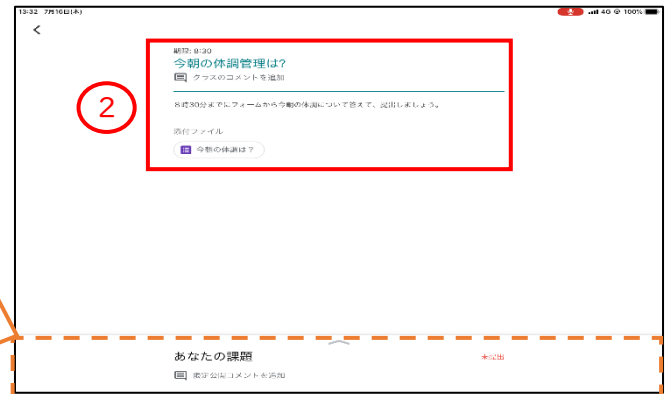 13:32 7月16日(木)
4G 100%
期限: 8:30
今朝の体調管理は?
クラスのコメントを追加
②
8時30分までにフォームから今朝の体調について答えて、提出しましょう。
添付ファイル
今朝の体調は？
あなたの課題
未提出
限定公開コメントを追加